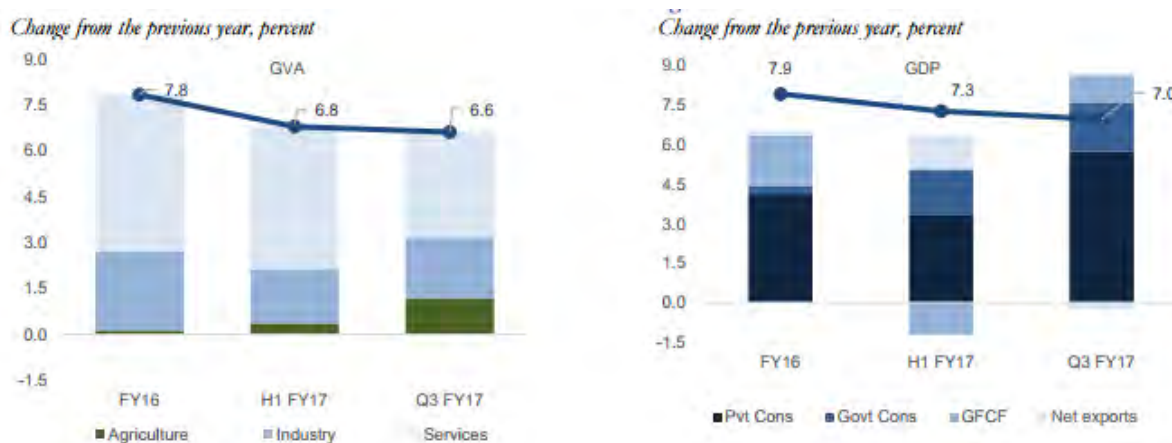 Change from the previous year, percent
9.0
GVA
7.8
7.5
6.8
6.6
6.0
4.5
3.0
1.5
0.0
-1.5
FY16 H1 FY17 Q3 FY17
Agriculture Industry Services
Change from the previous year, percent
9.0
7.9 GDP
7.3
7.0
7.5
6.0
4.5
3.0
1.5
0.0
-1.5
FY16 H1 FY17 Q3 FY17
Pvt Cons Govt Cons GFCF Net exports